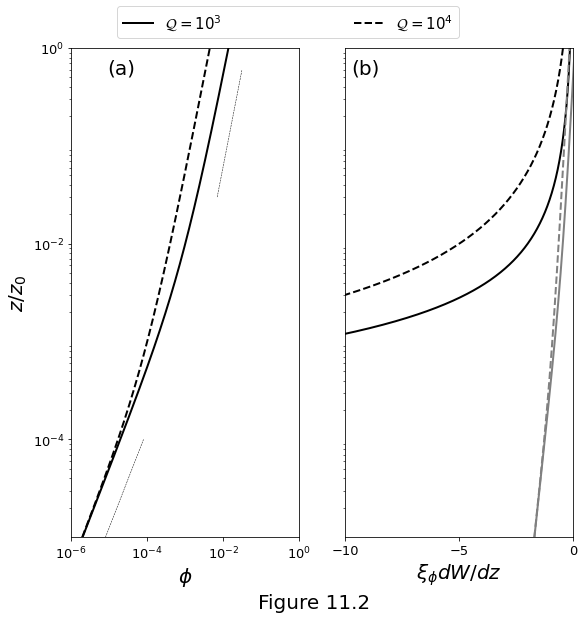 𝒬 = 10³ 𝒬 = 10⁴
(a) (b)
10⁰
10⁻²
10⁻⁴
z/z₀
10⁻⁶ 10⁻⁴ 10⁻² 10⁰ −10 −5 0
ϕ ξ_ϕ dW/dz
Figure 11.2